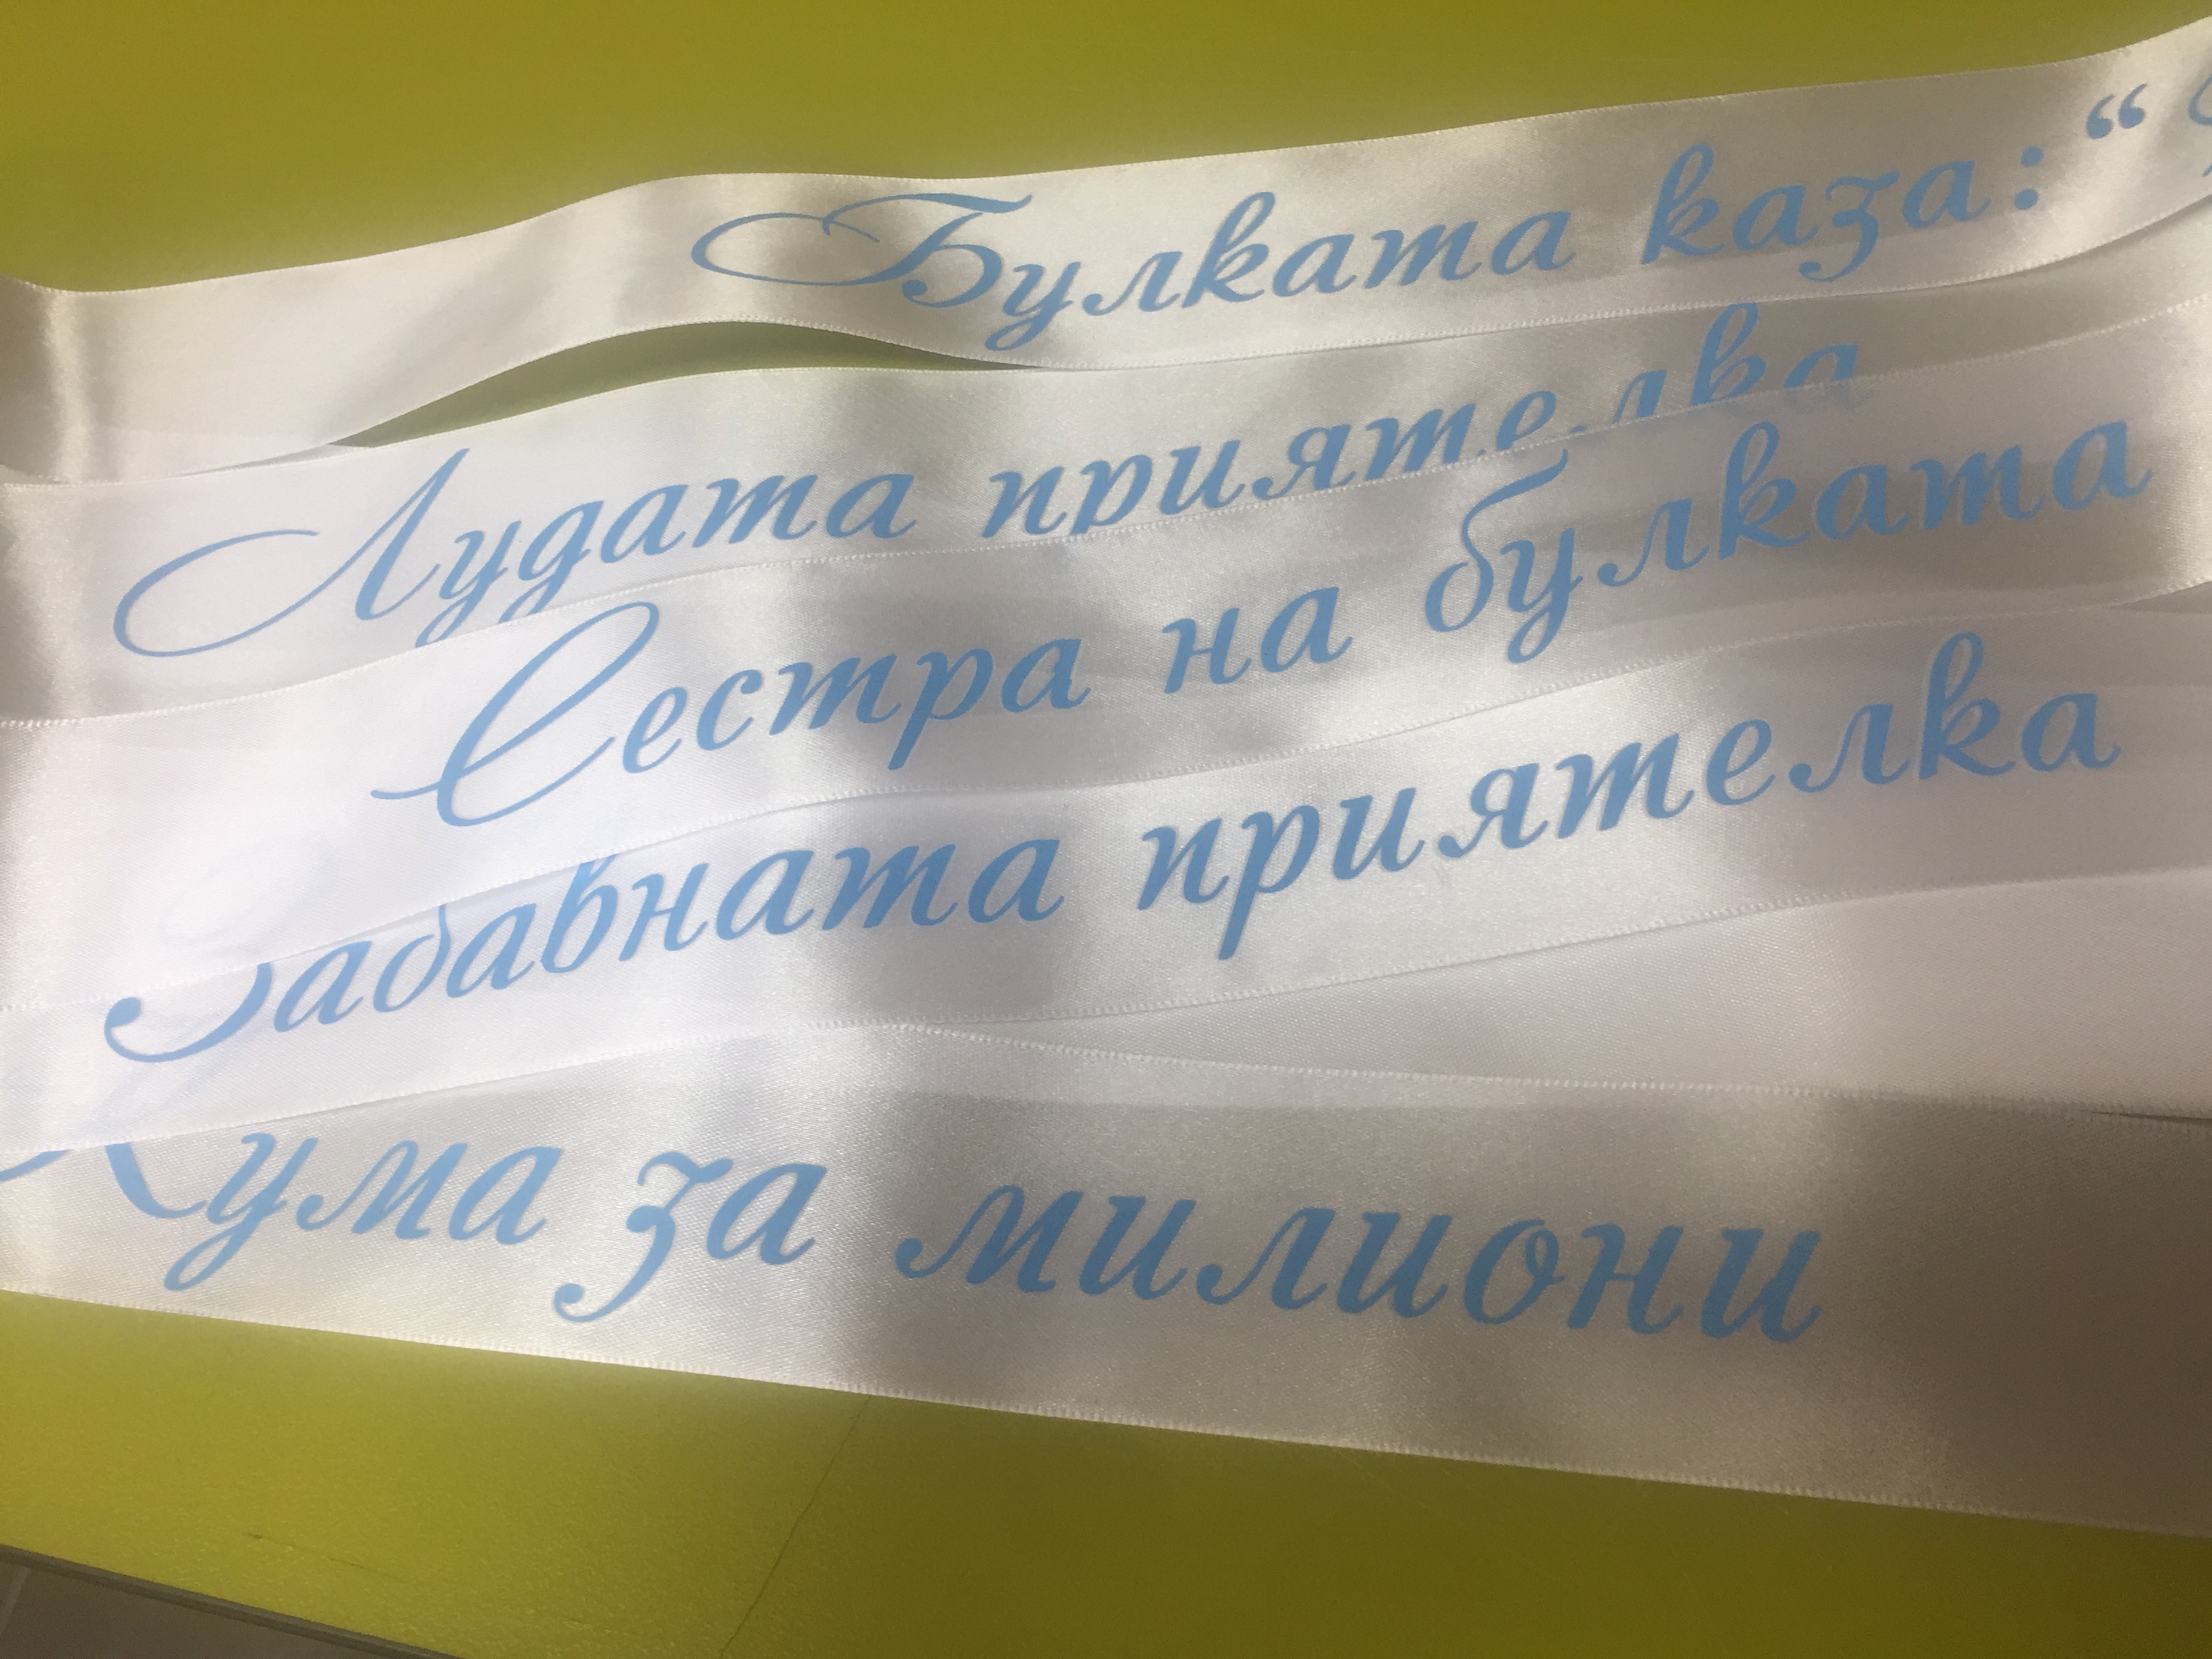 Булката каза: “
Лудата приятелка
Сестра на булката
Забавната приятелка
Кума за милиони